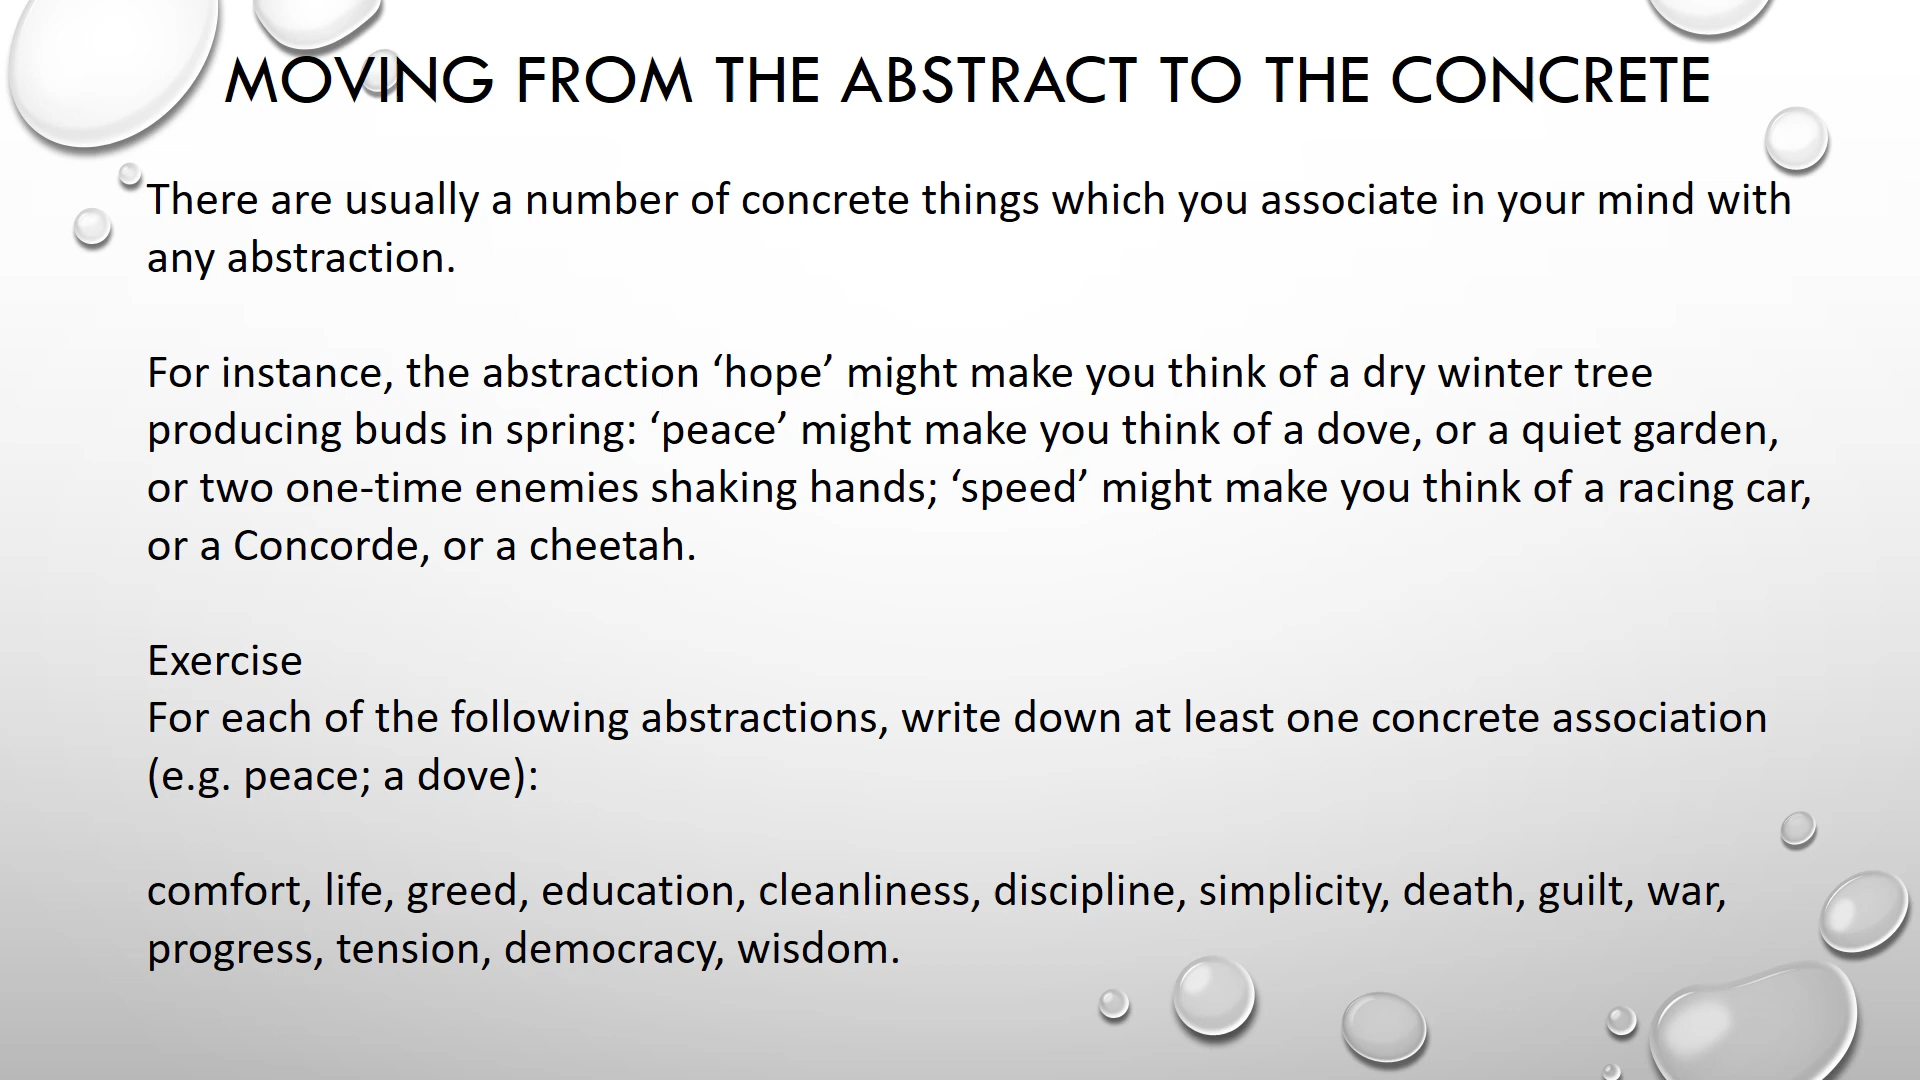 MOVING FROM THE ABSTRACT TO THE CONCRETE
There are usually a number of concrete things which you associate in your mind with
any abstraction.
For instance, the abstraction ‘hope’ might make you think of a dry winter tree
producing buds in spring: ‘peace’ might make you think of a dove, or a quiet garden,
or two one-time enemies shaking hands; ‘speed’ might make you think of a racing car,
or a Concorde, or a cheetah.
Exercise
For each of the following abstractions, write down at least one concrete association
(e.g. peace; a dove):
comfort, life, greed, education, cleanliness, discipline, simplicity, death, guilt, war,
progress, tension, democracy, wisdom.